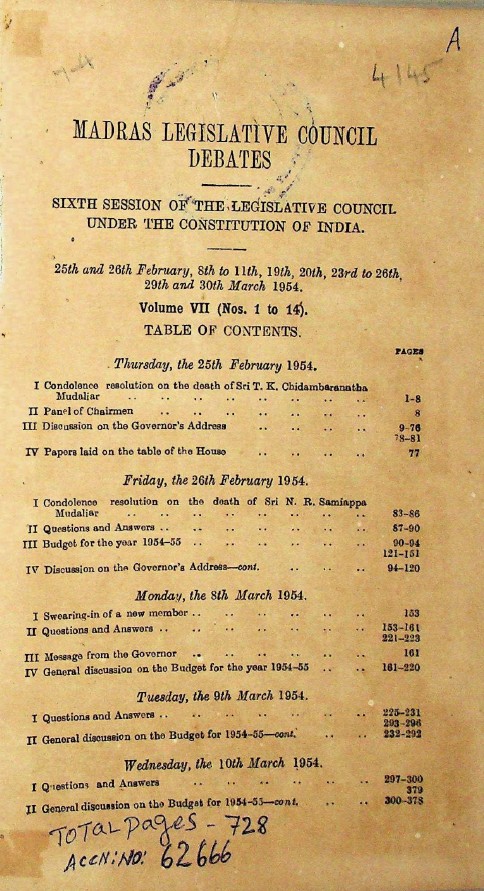 A
4145
MADRAS LEGISLATIVE COUNCIL
DEBATES
SIXTH SESSION OF THE LEGISLATIVE COUNCIL
UNDER THE CONSTITUTION OF INDIA.
25th and 26th February, 8th to 11th, 19th, 20th, 23rd to 26th,
29th and 30th March 1954.
Volume VII (Nos. 1 to 14).
TABLE OF CONTENTS.
PAGES
Thursday, the 25th February 1954.
I Condolence resolution on the death of Sri T. K. Chidambaranatha
Mudaliar .. .. .. .. .. .. .. .. 1-8
II Panel of Chairmen .. .. .. .. .. .. .. 8
III Discussion on the Governor's Address .. .. .. .. 9-76
78-81
IV Papers laid on the table of the House .. .. .. .. 77
Friday, the 26th February 1954.
I Condolence resolution on the death of Sri N. R. Samiappa
Mudaliar .. .. .. .. .. .. .. .. 83-86
II Questions and Answers .. .. .. .. .. .. .. 87-90
III Budget for the year 1954-55 .. .. .. .. .. .. 90-94
121-151
IV Discussion on the Governor's Address—cont. .. .. .. 94-120
Monday, the 8th March 1954.
I Swearing-in of a new member .. .. .. .. .. .. 153
II Questions and Answers .. .. .. .. .. .. .. 153-161
221-223
III Message from the Governor .. .. .. .. .. .. 161
IV General discussion on the Budget for the year 1954-55 .. .. 161-220
Tuesday, the 9th March 1954.
I Questions and Answers .. .. .. .. .. .. .. 225-231
293-296
II General discussion on the Budget for 1954-55—cont. .. .. 232-292
Wednesday, the 10th March 1954.
I Questions and Answers .. .. .. .. .. .. 297-300
379
II General discussion on the Budget for 1954-55—cont. .. .. 300-378
TOTAL pages - 728
ACCN: NO: 62666